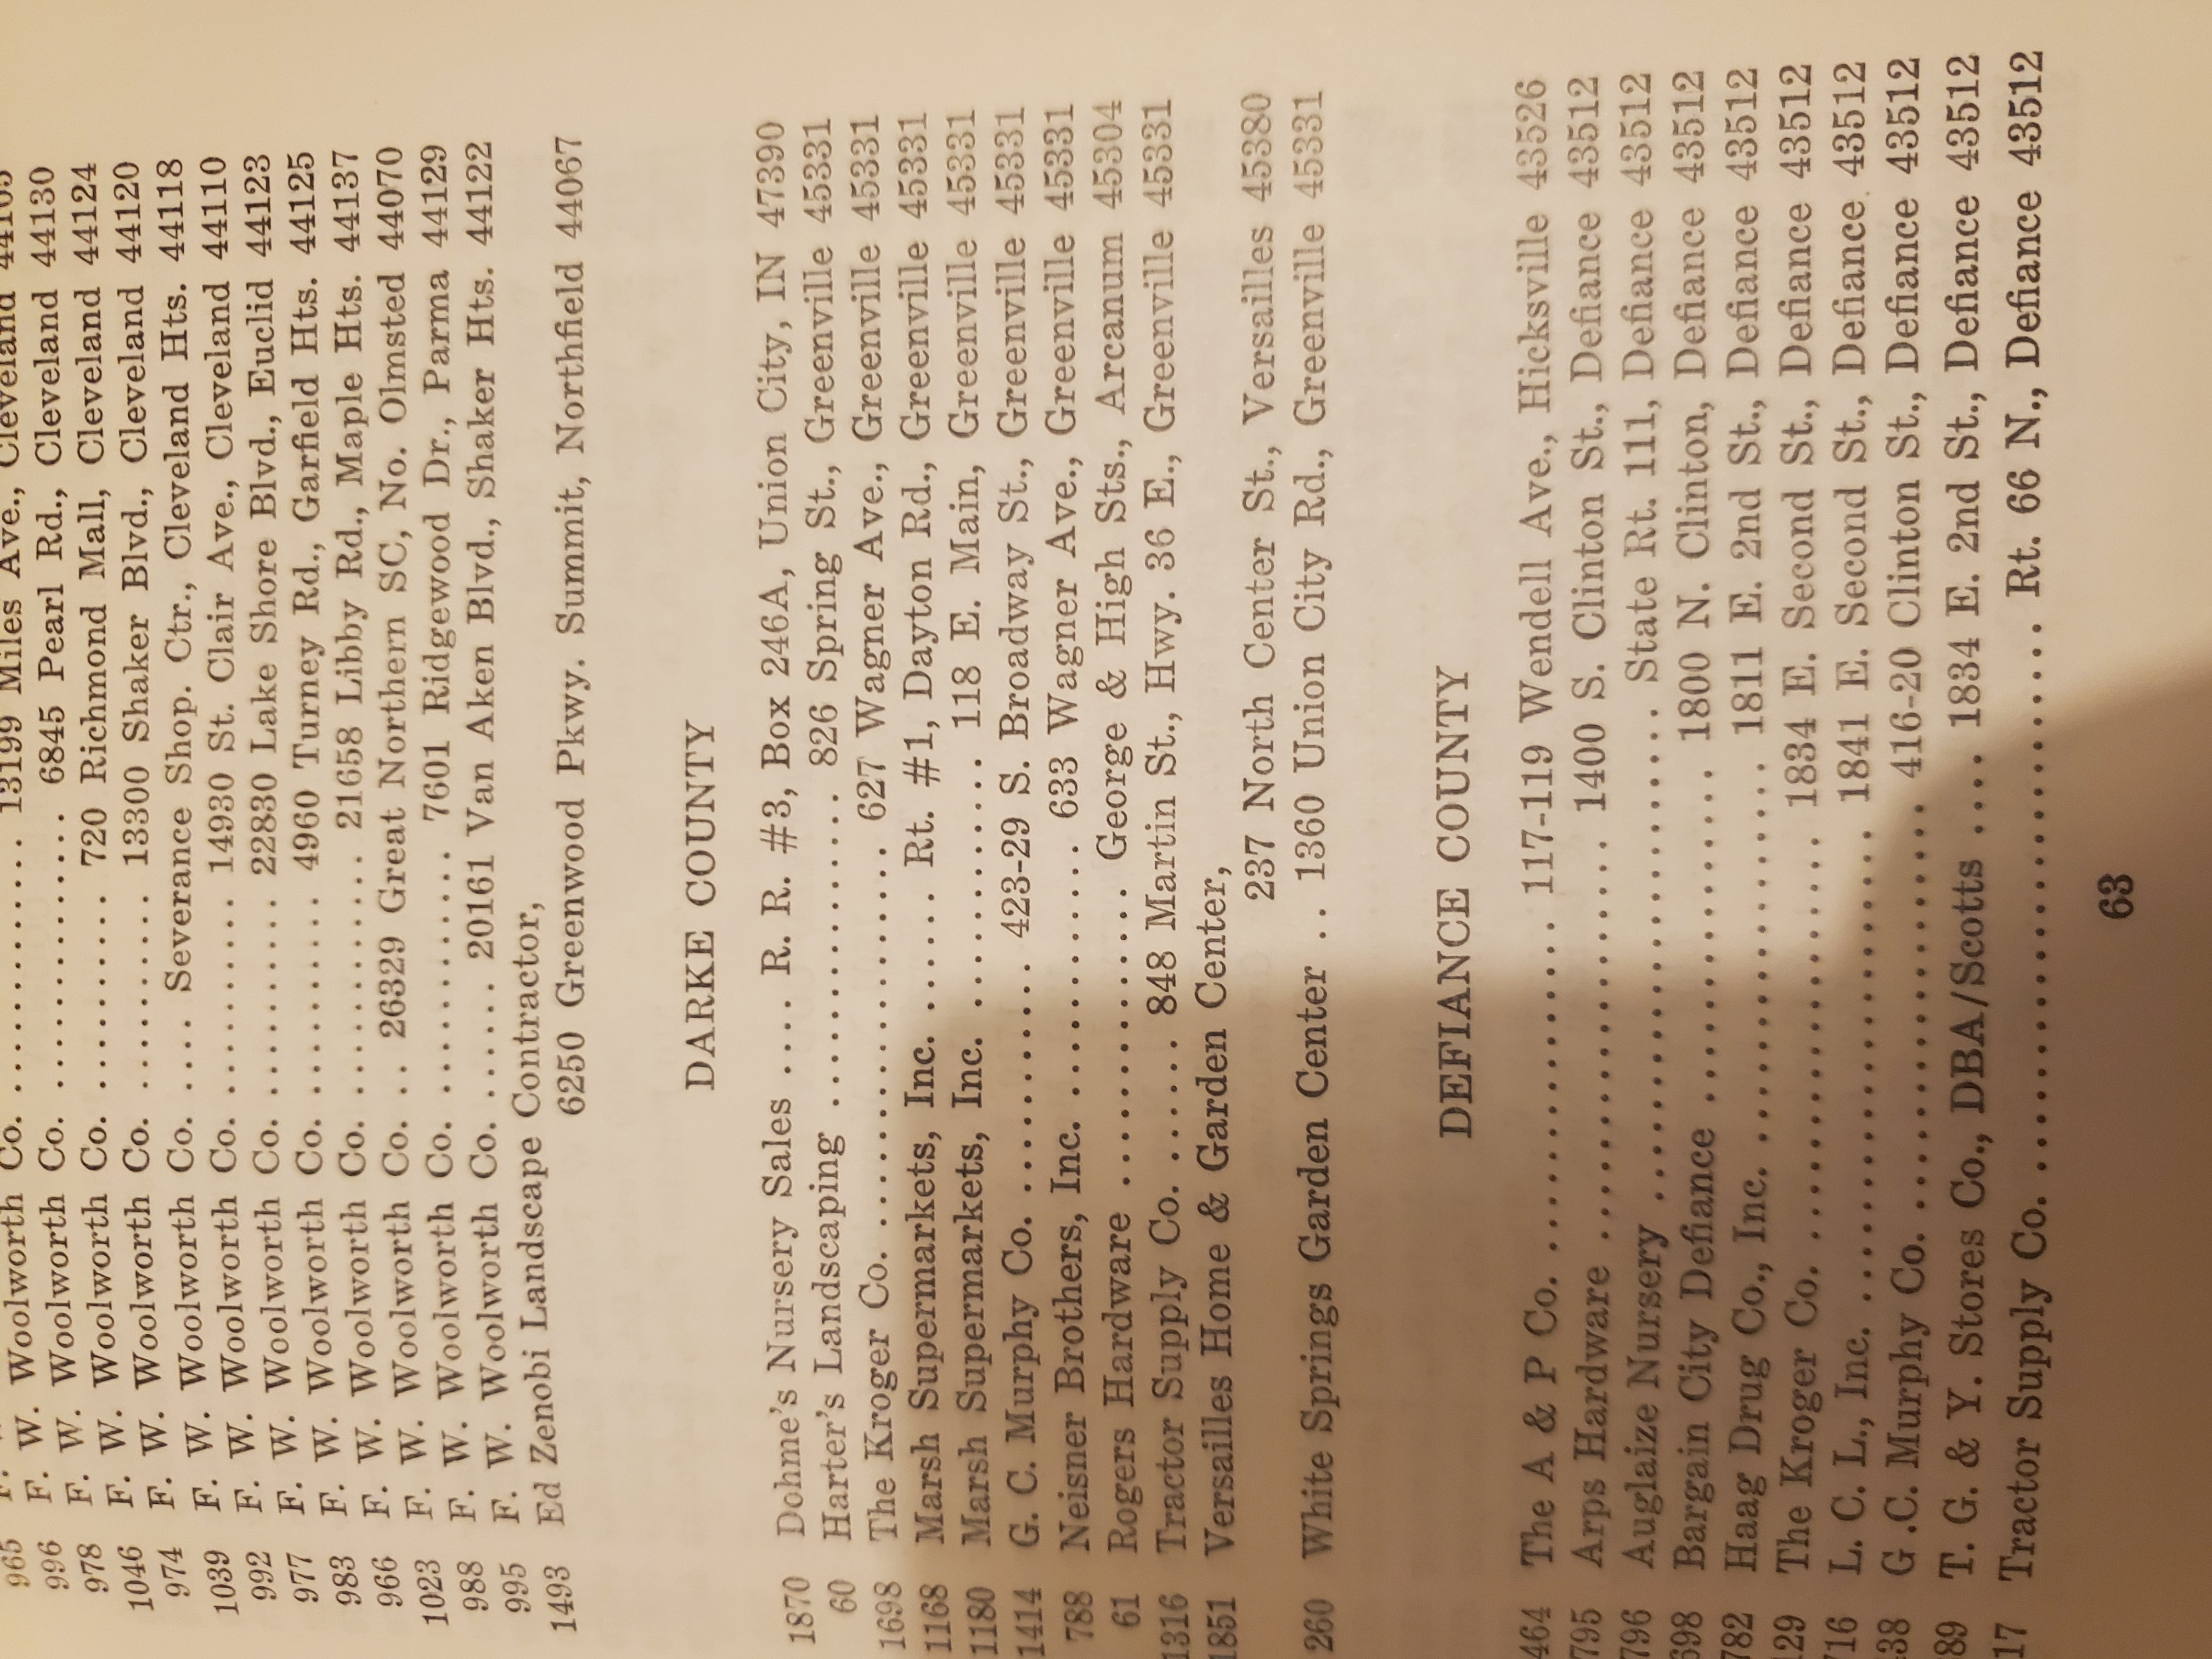 965 F. W. Woolworth Co. .......... 13199 Miles Ave., Cleveland
996 F. W. Woolworth Co. .......... 6845 Pearl Rd., Cleveland 44130
978 F. W. Woolworth Co. ........ 720 Richmond Mall, Cleveland 44124
1046 F. W. Woolworth Co. ........ 13300 Shaker Blvd., Cleveland 44120
974 F. W. Woolworth Co. .... Severance Shop. Ctr., Cleveland Hts. 44118
1039 F. W. Woolworth Co. ........ 14930 St. Clair Ave., Cleveland 44110
992 F. W. Woolworth Co. ........ 22830 Lake Shore Blvd., Euclid 44123
977 F. W. Woolworth Co. ........ 4960 Turney Rd., Garfield Hts. 44125
983 F. W. Woolworth Co. .......... 21658 Libby Rd., Maple Hts. 44137
966 F. W. Woolworth Co. .. 26329 Great Northern SC, No. Olmsted 44070
1023 F. W. Woolworth Co. .......... 7601 Ridgewood Dr., Parma 44129
988 F. W. Woolworth Co. ..... 20161 Van Aken Blvd., Shaker Hts. 44122
995 F. W. Woolworth Co.
1493 Ed Zenobi Landscape Contractor,
6250 Greenwood Pkwy. Summit, Northfield 44067
DARKE COUNTY
1870 Dohme's Nursery Sales .... R. R. #3, Box 246A, Union City, IN 47390
60 Harter's Landscaping ............. 826 Spring St., Greenville 45331
1698 The Kroger Co. .................. 627 Wagner Ave., Greenville 45331
1168 Marsh Supermarkets, Inc. ...... Rt. #1, Dayton Rd., Greenville 45331
1180 Marsh Supermarkets, Inc. ........... 118 E. Main, Greenville 45331
1414 G. C. Murphy Co. .......... 423-29 S. Broadway St., Greenville 45331
788 Neisner Brothers, Inc. ........... 633 Wagner Ave., Greenville 45331
61 Rogers Hardware .............. George & High Sts., Arcanum 45304
1316 Tractor Supply Co. ...... 848 Martin St., Hwy. 36 E., Greenville 45331
1851 Versailles Home & Garden Center,
237 North Center St., Versailles 45380
260 White Springs Garden Center .. 1360 Union City Rd., Greenville 45331
DEFIANCE COUNTY
464 The A & P Co. ............... 117-119 Wendell Ave., Hicksville 43526
795 Arps Hardware ................. 1400 S. Clinton St., Defiance 43512
796 Auglaize Nursery .................... State Rt. 111, Defiance 43512
698 Bargain City Defiance .............. 1800 N. Clinton, Defiance 43512
782 Haag Drug Co., Inc. ................ 1811 E. 2nd St., Defiance 43512
129 The Kroger Co. ................. 1834 E. Second St., Defiance 43512
716 L. C. L., Inc. ..................... 1841 E. Second St., Defiance 43512
G .C. Murphy Co. ................. 416-20 Clinton St., Defiance 43512
89 T. G. & Y. Stores Co., DBA/Scotts .... 1834 E. 2nd St., Defiance 43512
17 Tractor Supply Co. ........................ Rt. 66 N., Defiance 43512
63